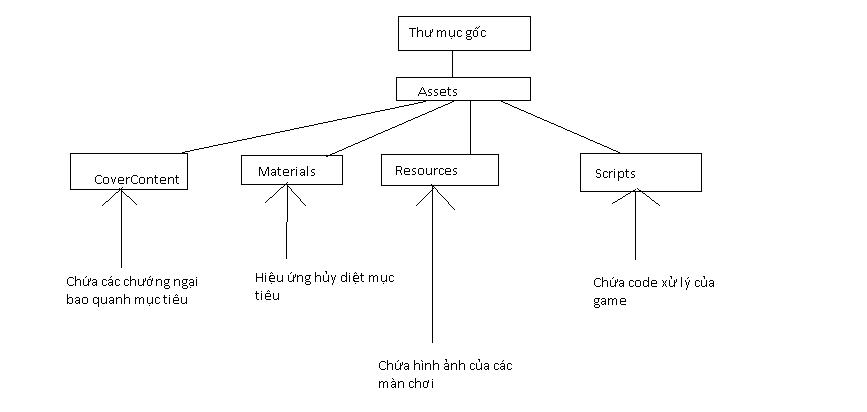 Thư mục gốc
Assets
CoverContent
Materials
Resources
Scripts
Chứa các chướng ngại
bao quanh mục tiêu
Hiệu ứng hủy diệt mục
tiêu
Chứa hình ảnh của các
màn chơi
Chứa code xử lý của
game